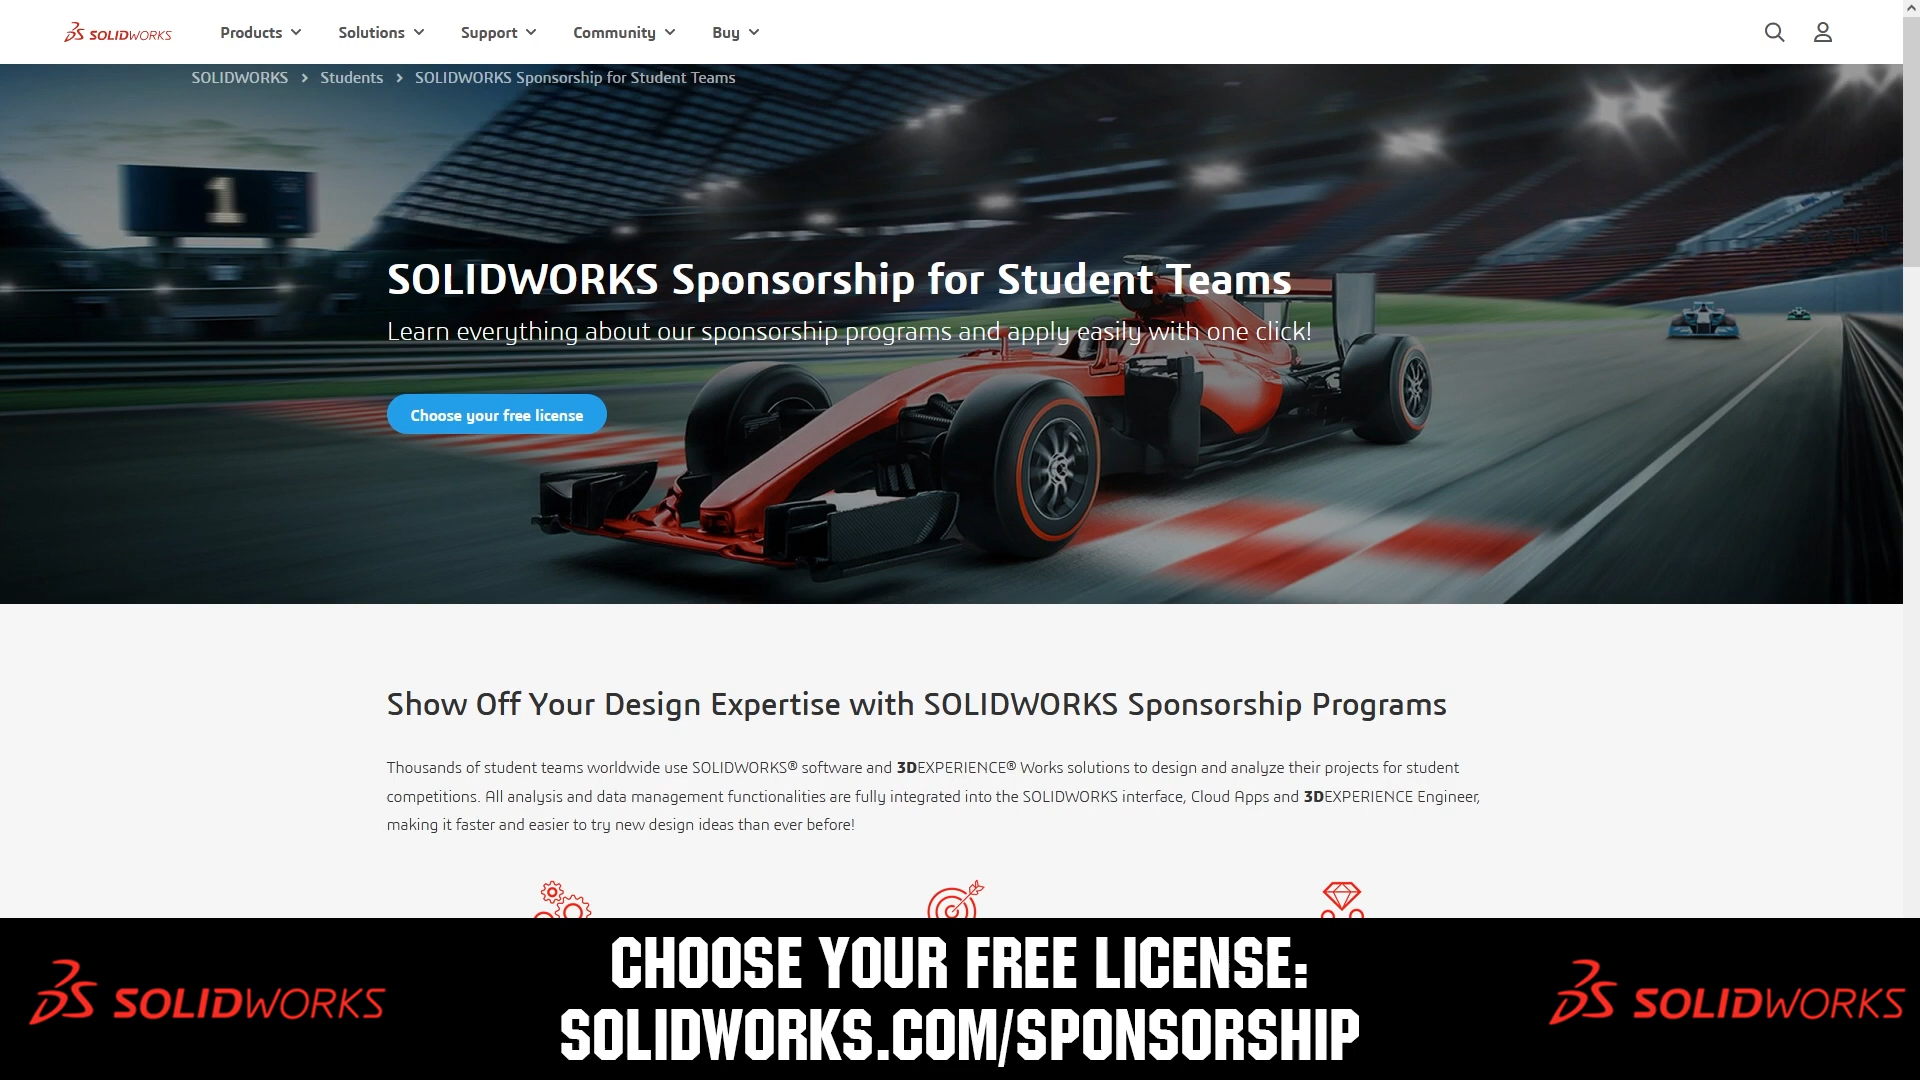 SOLIDWORKS
Products
Solutions
Support
Community
Buy
SOLIDWORKS > Students > SOLIDWORKS Sponsorship for Student Teams
1
SOLIDWORKS Sponsorship for Student Teams
Learn everything about our sponsorship programs and apply easily with one click!
Choose your free license
Show Off Your Design Expertise with SOLIDWORKS Sponsorship Programs
Thousands of student teams worldwide use SOLIDWORKS® software and 3DEXPERIENCE® Works solutions to design and analyze their projects for student
competitions. All analysis and data management functionalities are fully integrated into the SOLIDWORKS interface, Cloud Apps and 3DEXPERIENCE Engineer,
making it faster and easier to try new design ideas than ever before!
CHOOSE YOUR FREE LICENSE:
SOLIDWORKS.COM/SPONSORSHIP
SOLIDWORKS
SOLIDWORKS